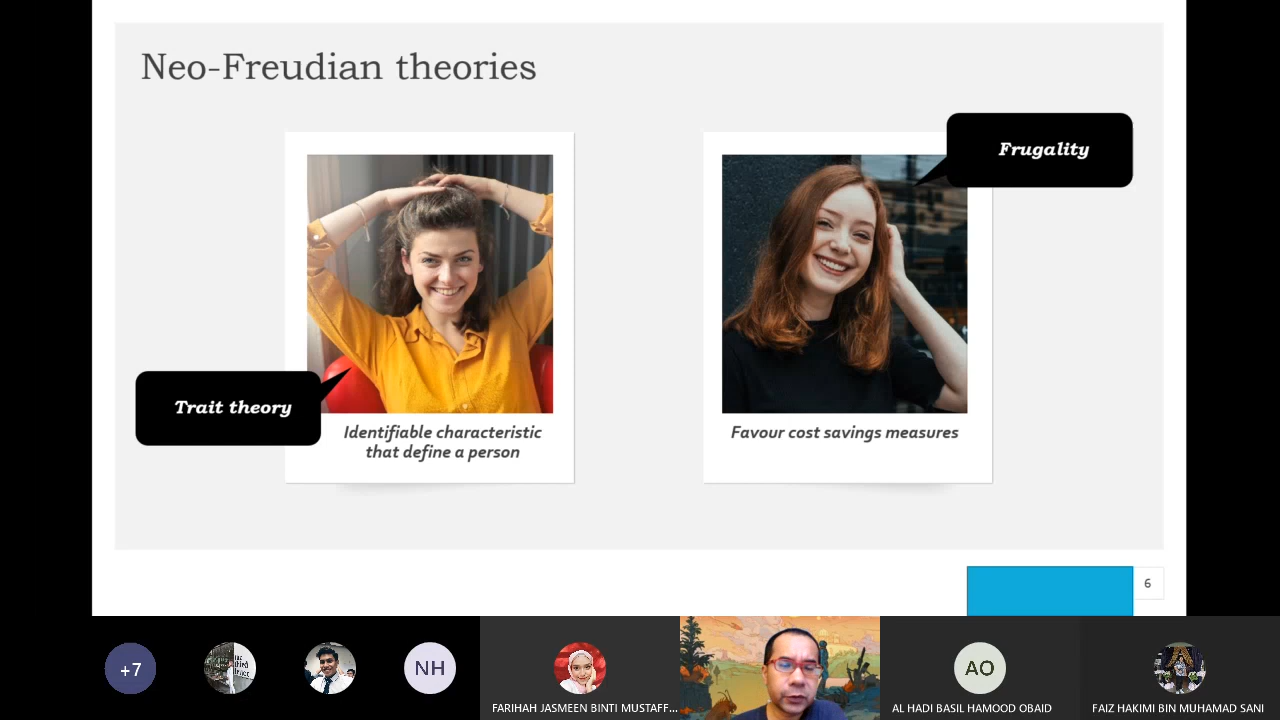 Neo-Freudian theories
Frugality
Trait theory
Identifiable characteristic
that define a person
Favour cost savings measures
6
+7
NH
FARIHAH JASMEEN BINTI MUSTAFF...
AO
AL HADI BASIL HAMOOD OBAID
FAIZ HAKIMI BIN MUHAMAD SANI